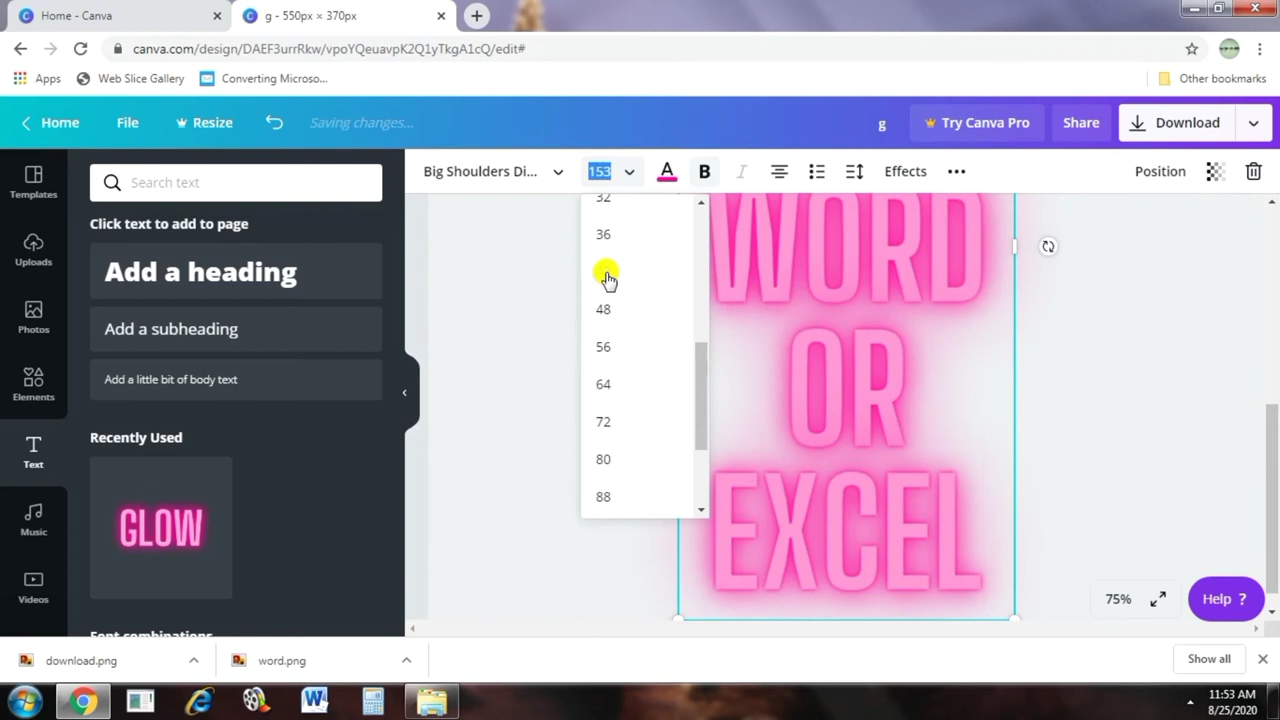 Home - Canva
g - 550px × 370px
canva.com/design/DAEF3urrRkw/vpoYQeuavpK2Q1yTkgA1cQ/edit#
Apps
Web Slice Gallery
Converting Microso...
Other bookmarks
Home
File
Resize
Saving changes...
g
Try Canva Pro
Share
Download
Templates
Uploads
Photos
Elements
Text
Music
Videos
Search text
Click text to add to page
Add a heading
Add a subheading
Add a little bit of body text
Recently Used
GLOW
Font combinations
Big Shoulders Di...
153
A
B
I
Effects
Position
32
36
48
56
64
72
80
88
WORD
OR
EXCEL
75%
Help ?
download.png
word.png
Show all
11:53 AM
8/25/2020